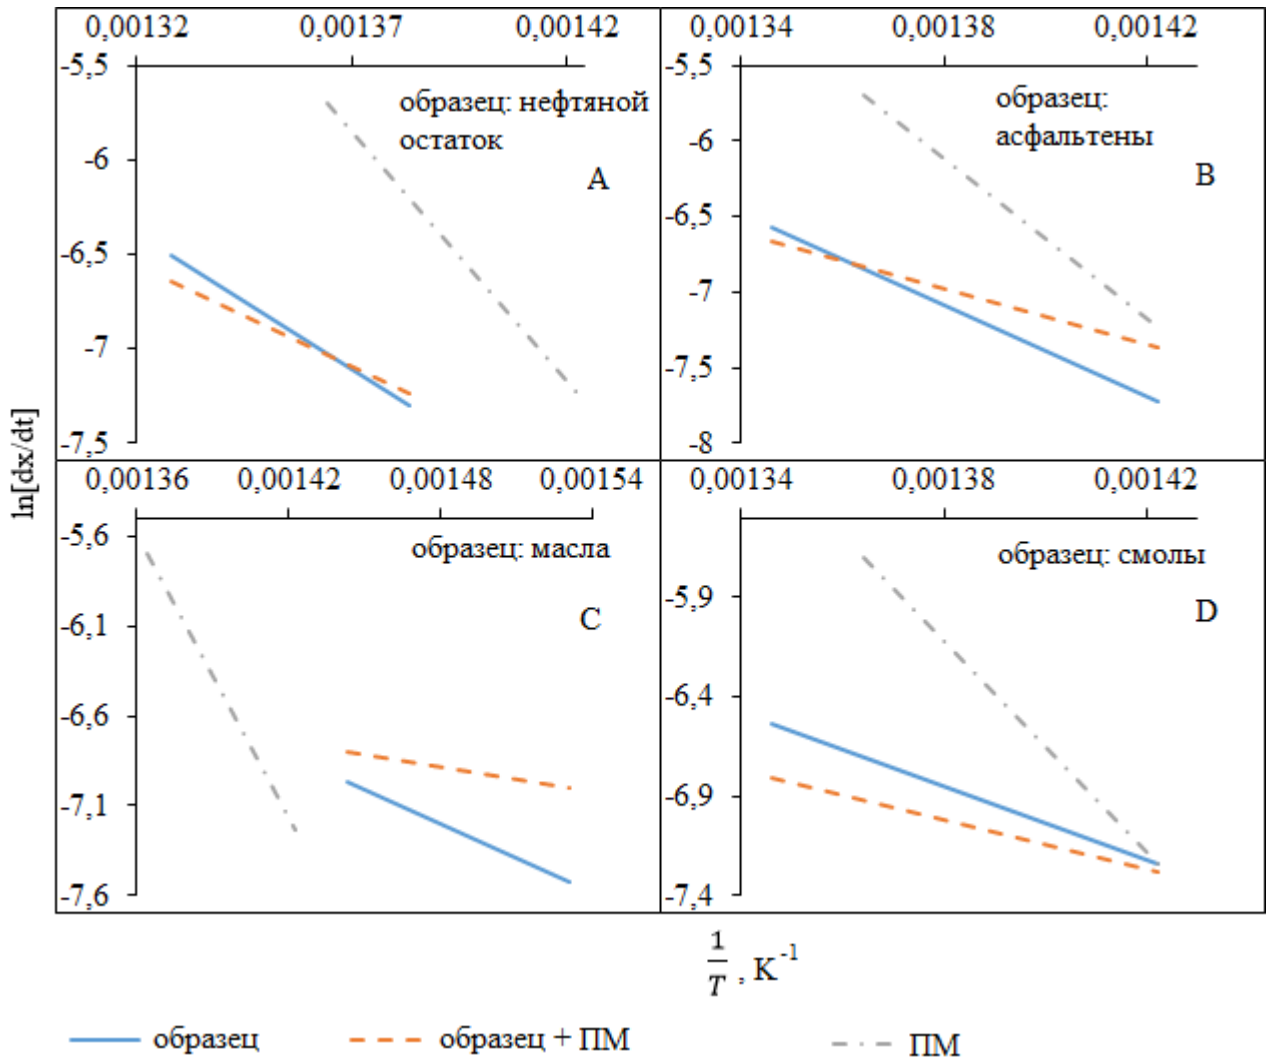 0,00132 0,00137 0,00142
-5,5
образец: нефтяной
остаток
-6
A
-6,5
-7
-7,5
0,00134 0,00138 0,00142
-5,5
образец:
асфальтены
-6
B
-6,5
-7
-7,5
-8
0,00136 0,00142 0,00148 0,00154
-5,6
образец: масла
-6,1
C
-6,6
-7,1
-7,6
0,00134 0,00138 0,00142
образец: смолы
-5,9
D
-6,4
-6,9
-7,4
ln[dx/dt]
1/T, K⁻¹
образец
образец + ПМ
ПМ